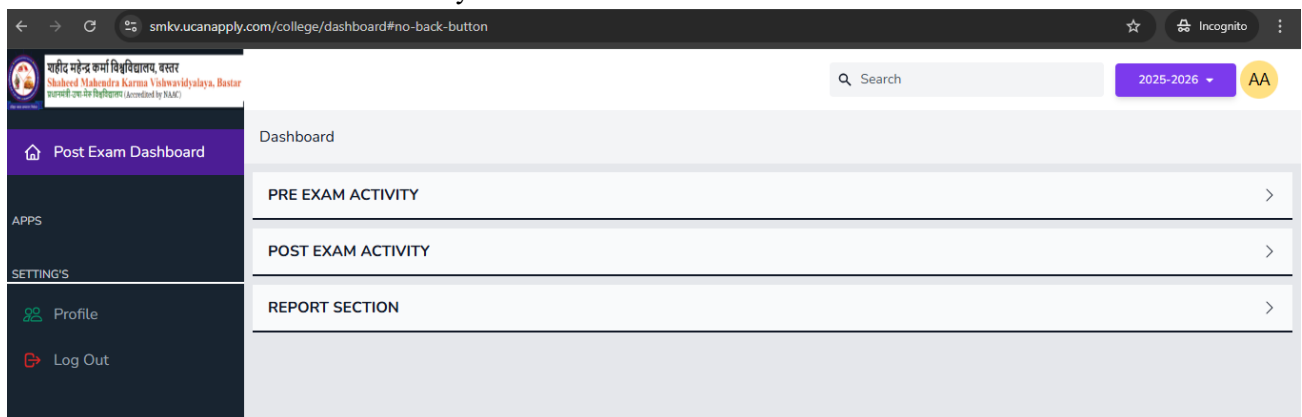 smkv.ucanapply.com/college/dashboard#no-back-button
Incognito
शहीद महेन्द्र कर्मा विश्वविद्यालय, बस्तर
Shaheed Mahendra Karma Vishwavidyalaya, Bastar
(Accredited by NAAC)
Search
2025-2026
AA
Post Exam Dashboard
Dashboard
PRE EXAM ACTIVITY
APPS
POST EXAM ACTIVITY
SETTING'S
REPORT SECTION
Profile
Log Out